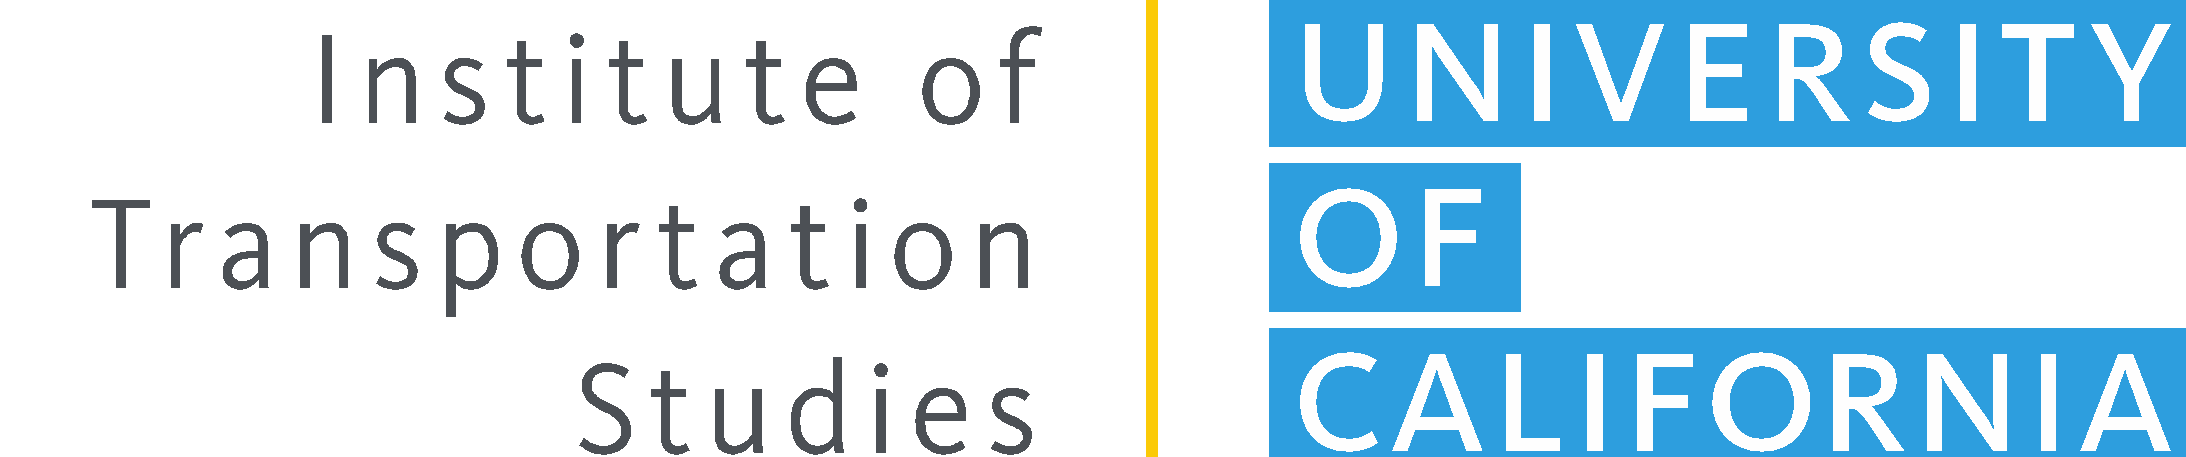 Institute of
Transportation
Studies
UNIVERSITY
OF
CALIFORNIA